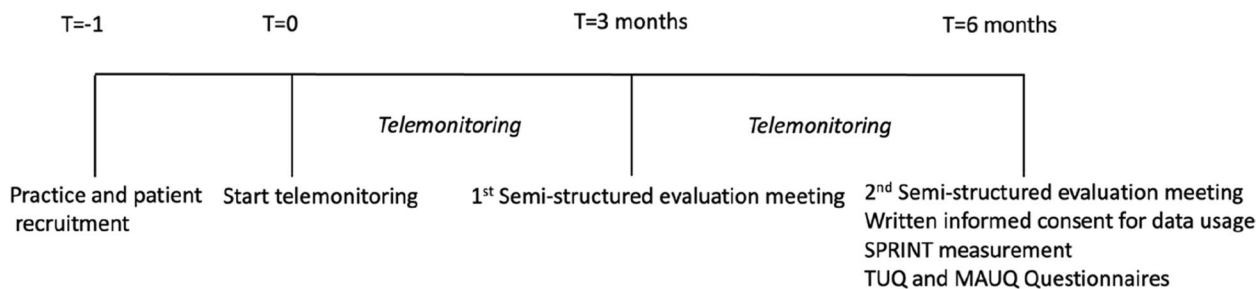 T=-1 T=0 T=3 months T=6 months
Telemonitoring Telemonitoring
Practice and patient recruitment
Start telemonitoring
1st Semi-structured evaluation meeting
2nd Semi-structured evaluation meeting
Written informed consent for data usage
SPRINT measurement
TUQ and MAUQ Questionnaires